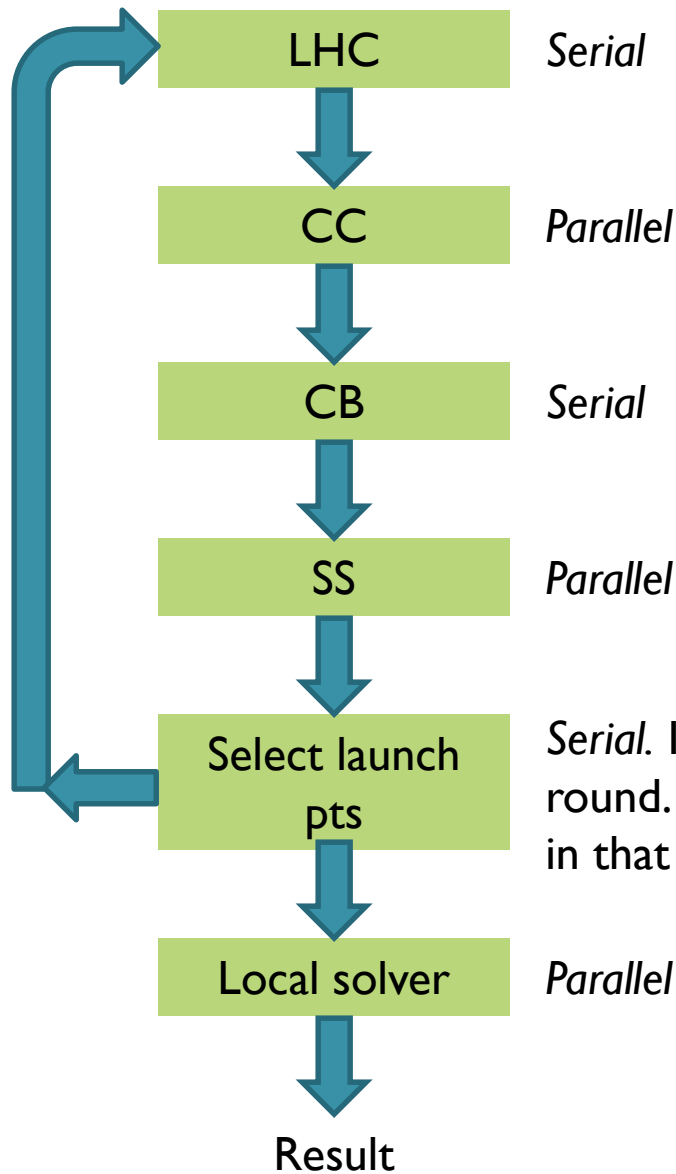 LHC Serial
CC Parallel
CB Serial
SS Parallel
Select launch
pts
Serial.
round.
in that
Local solver Parallel
Result